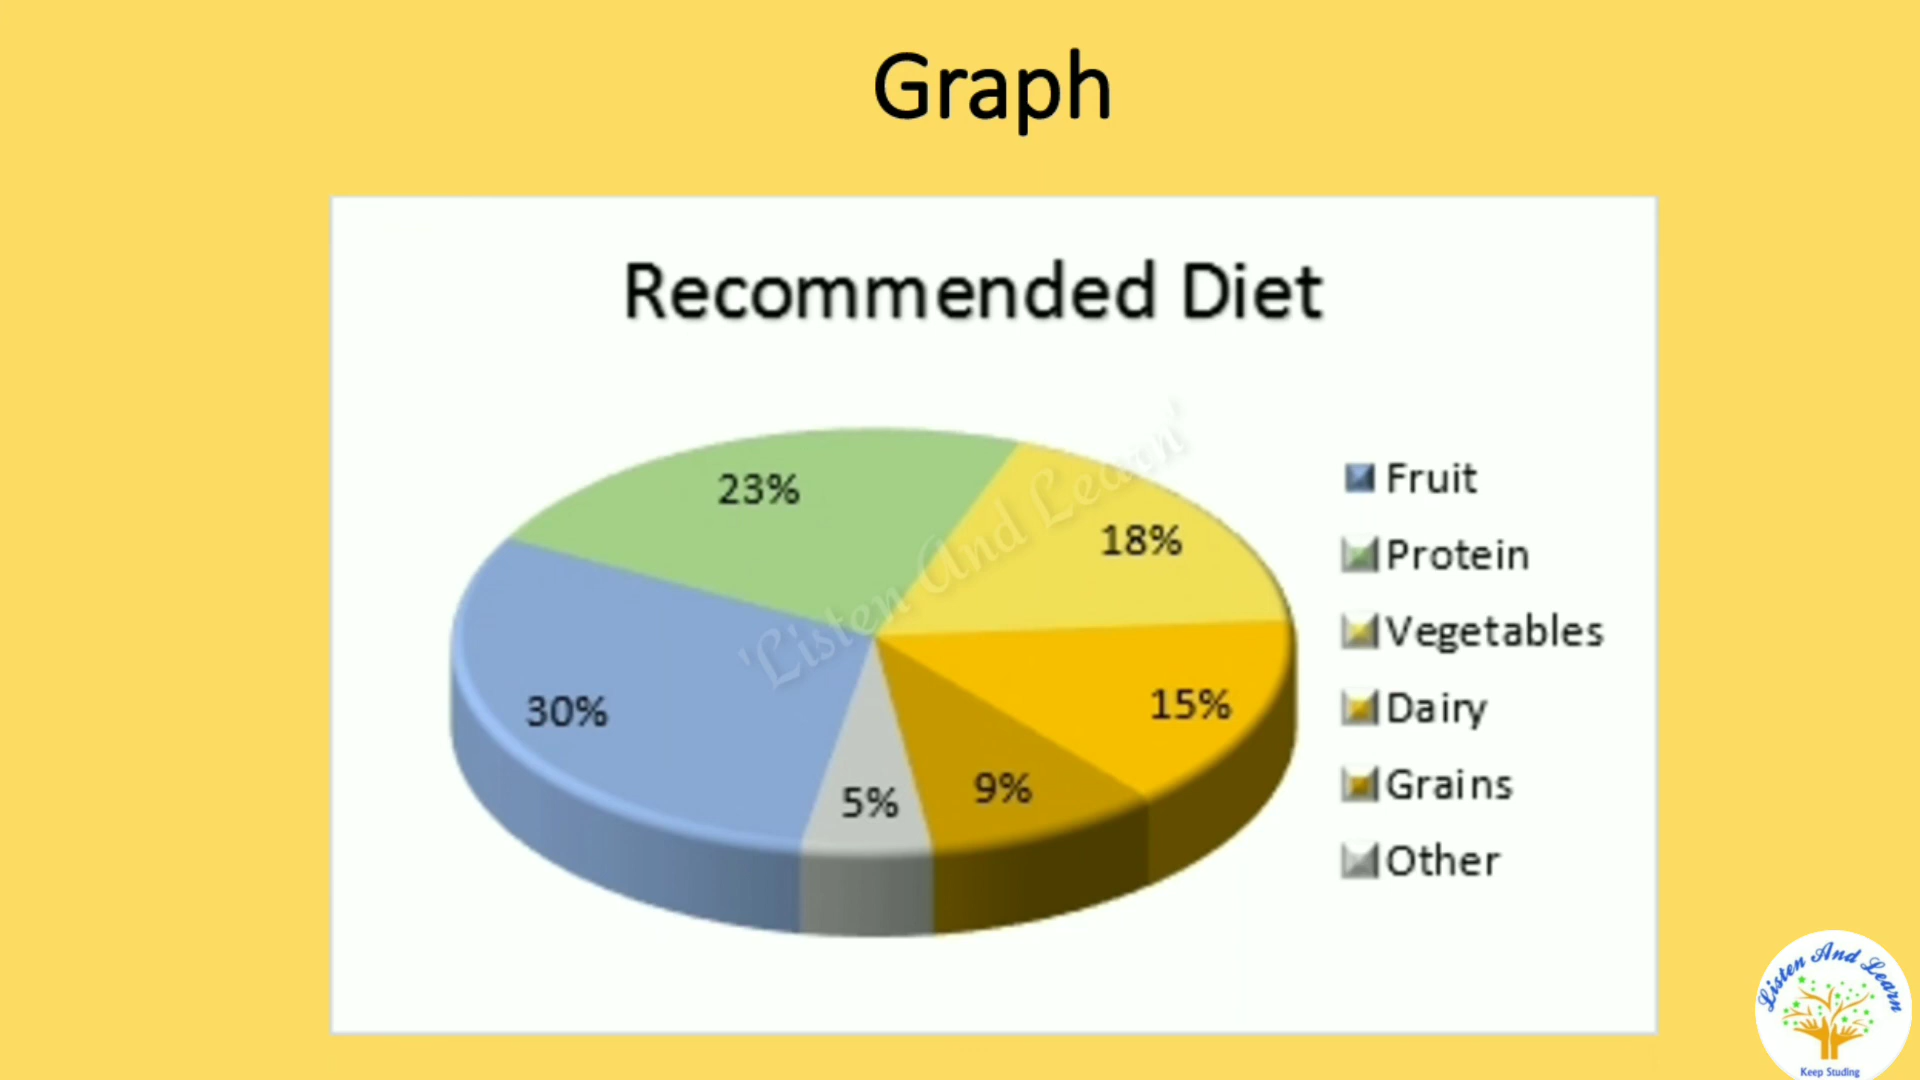 Graph
Recommended Diet
23%
18%
30%
15%
5%
9%
Fruit
Protein
Vegetables
Dairy
Grains
Other
'Listen And Learn'
Listen And Learn
Keep Studing